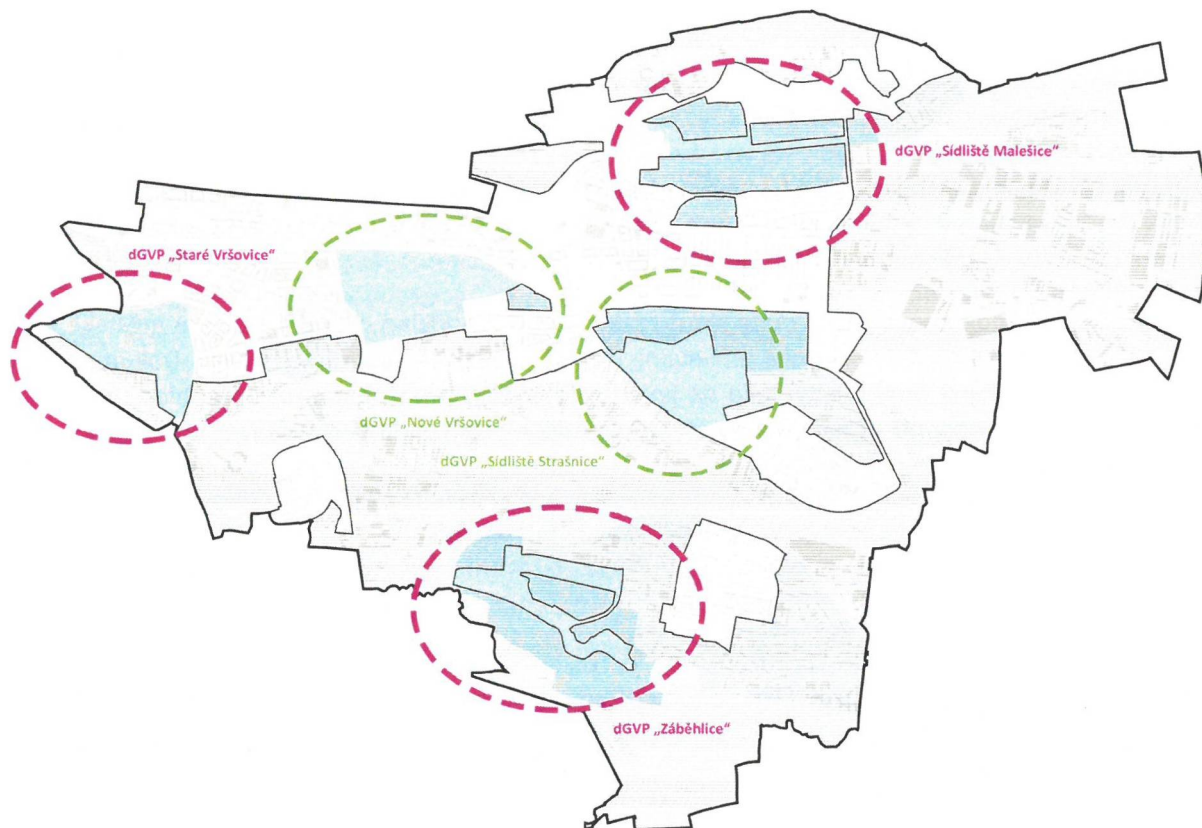 dGVP „Sídliště Malešice“
dGVP „Staré Vršovice“
dGVP „Nové Vršovice“
dGVP „Sídliště Strašnice“
dGVP „Záběhlice“